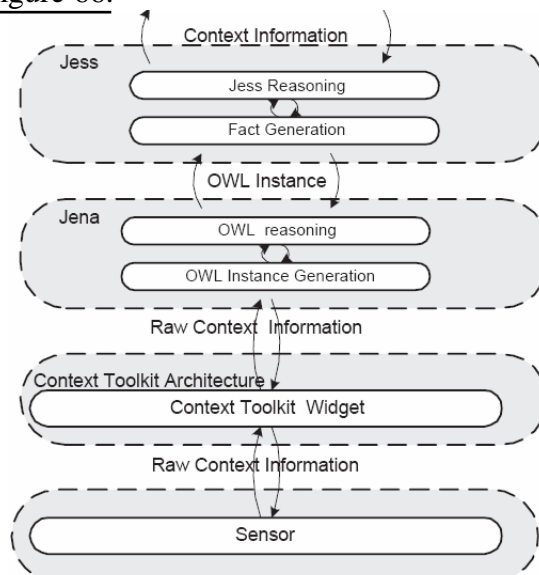 Context Information
Jess
Jess Reasoning
Fact Generation
OWL Instance
Jena
OWL reasoning
OWL Instance Generation
Raw Context Information
Context Toolkit Architecture
Context Toolkit Widget
Raw Context Information
Sensor